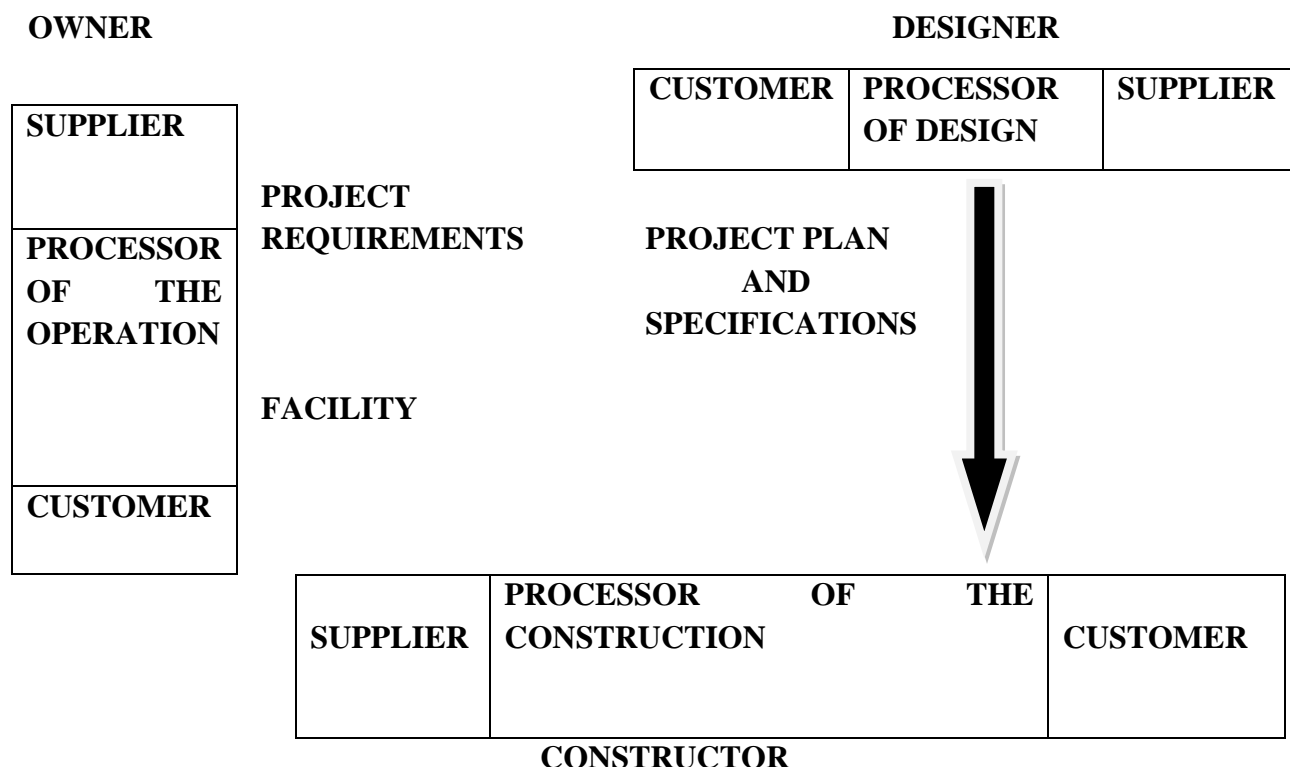 OWNER
DESIGNER
CUSTOMER
PROCESSOR
OF DESIGN
SUPPLIER
SUPPLIER
PROCESSOR
OF THE
OPERATION
CUSTOMER
PROJECT
REQUIREMENTS
FACILITY
PROJECT PLAN
AND
SPECIFICATIONS
SUPPLIER
PROCESSOR OF THE
CONSTRUCTION
CUSTOMER
CONSTRUCTOR